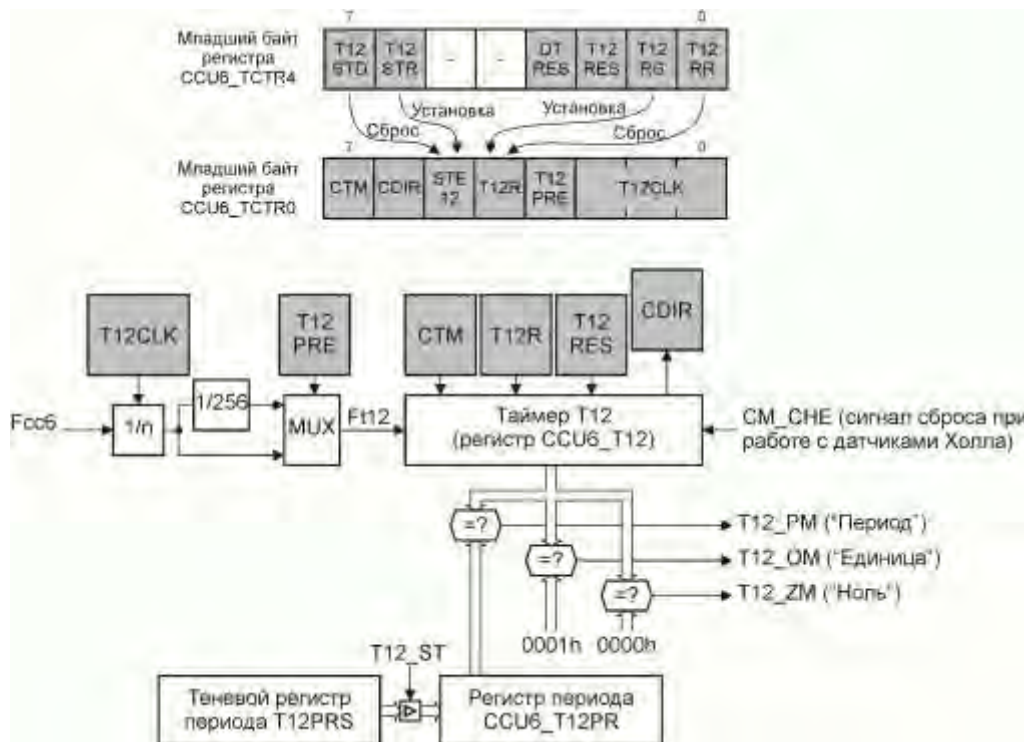 7 0
Младший байт
регистра
CCU6_TCTR4
T12 STD T12 STR - - DT RES T12 RES T12 RS T12 RR
Установка Установка
Сброс Сброс
7 0
Младший байт
регистра
CCU6_TCTR0
CTM CDIR STE 12 T12R T12 PRE T12CLK
T12CLK
T12 PRE
CTM
T12R
T12 RES
CDIR
Fcc6
1/n
1/256
MUX
Ft12
Таймер T12
(регистр CCU6_T12)
CM_CHE (сигнал сброса при
работе с датчиками Холла)
=?
T12_PM ("Период")
=?
T12_OM ("Единица")
=?
T12_ZM ("Ноль")
0001h 0000h
T12_ST
Теневой регистр
периода T12PRS
Регистр периода
CCU6_T12PR